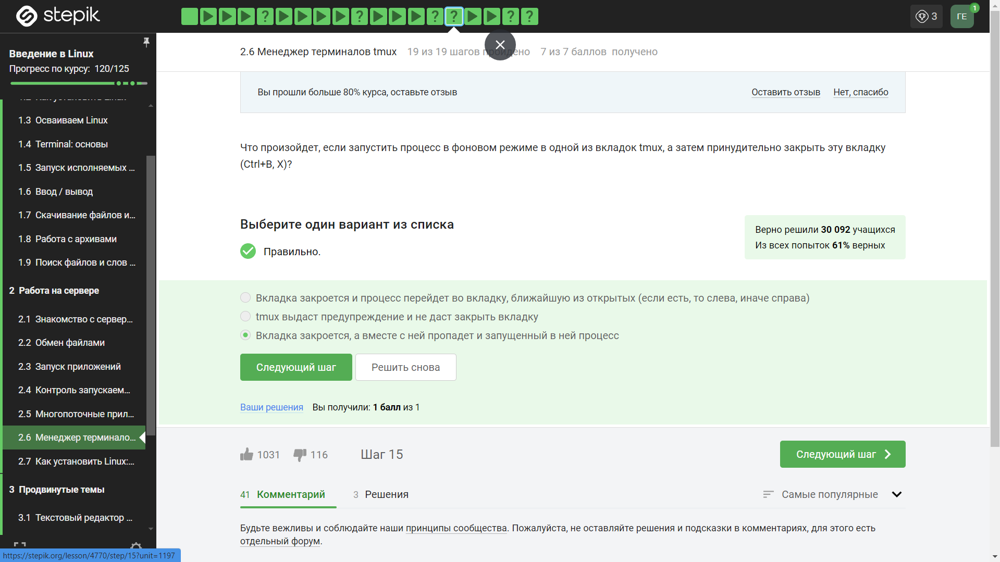 stepik
3
ГЕ
1
Введение в Linux
Прогресс по курсу: 120/125
1.3 Осваиваем Linux
1.4 Terminal: основы
1.5 Запуск исполняемых ...
1.6 Ввод / вывод
1.7 Скачивание файлов и...
1.8 Работа с архивами
1.9 Поиск файлов и слов ...
2 Работа на сервере
2.1 Знакомство с сервер...
2.2 Обмен файлами
2.3 Запуск приложений
2.4 Контроль запускаем...
2.5 Многопоточные прил...
2.6 Менеджер терминало...
2.7 Как установить Linux:...
3 Продвинутые темы
3.1 Текстовый редактор ...
https://stepik.org/lesson/4770/step/15?unit=1197
2.6 Менеджер терминалов tmux 19 из 19 шагов пройдено 7 из 7 баллов получено
Вы прошли больше 80% курса, оставьте отзыв
Оставить отзыв Нет, спасибо
Что произойдет, если запустить процесс в фоновом режиме в одной из вкладок tmux, а затем принудительно закрыть эту вкладку
(Ctrl+B, X)?
Выберите один вариант из списка
Правильно.
Верно решили 30 092 учащихся
Из всех попыток 61% верных
Вкладка закроется и процесс перейдет во вкладку, ближайшую из открытых (если есть, то слева, иначе справа)
tmux выдаст предупреждение и не даст закрыть вкладку
Вкладка закроется, а вместе с ней пропадет и запущенный в ней процесс
Следующий шаг Решить снова
Ваши решения Вы получили: 1 балл из 1
1031 116 Шаг 15
Следующий шаг
41 Комментарий 3 Решения
Самые популярные
Будьте вежливы и соблюдайте наши принципы сообщества. Пожалуйста, не оставляйте решения и подсказки в комментариях, для этого есть
отдельный форум.